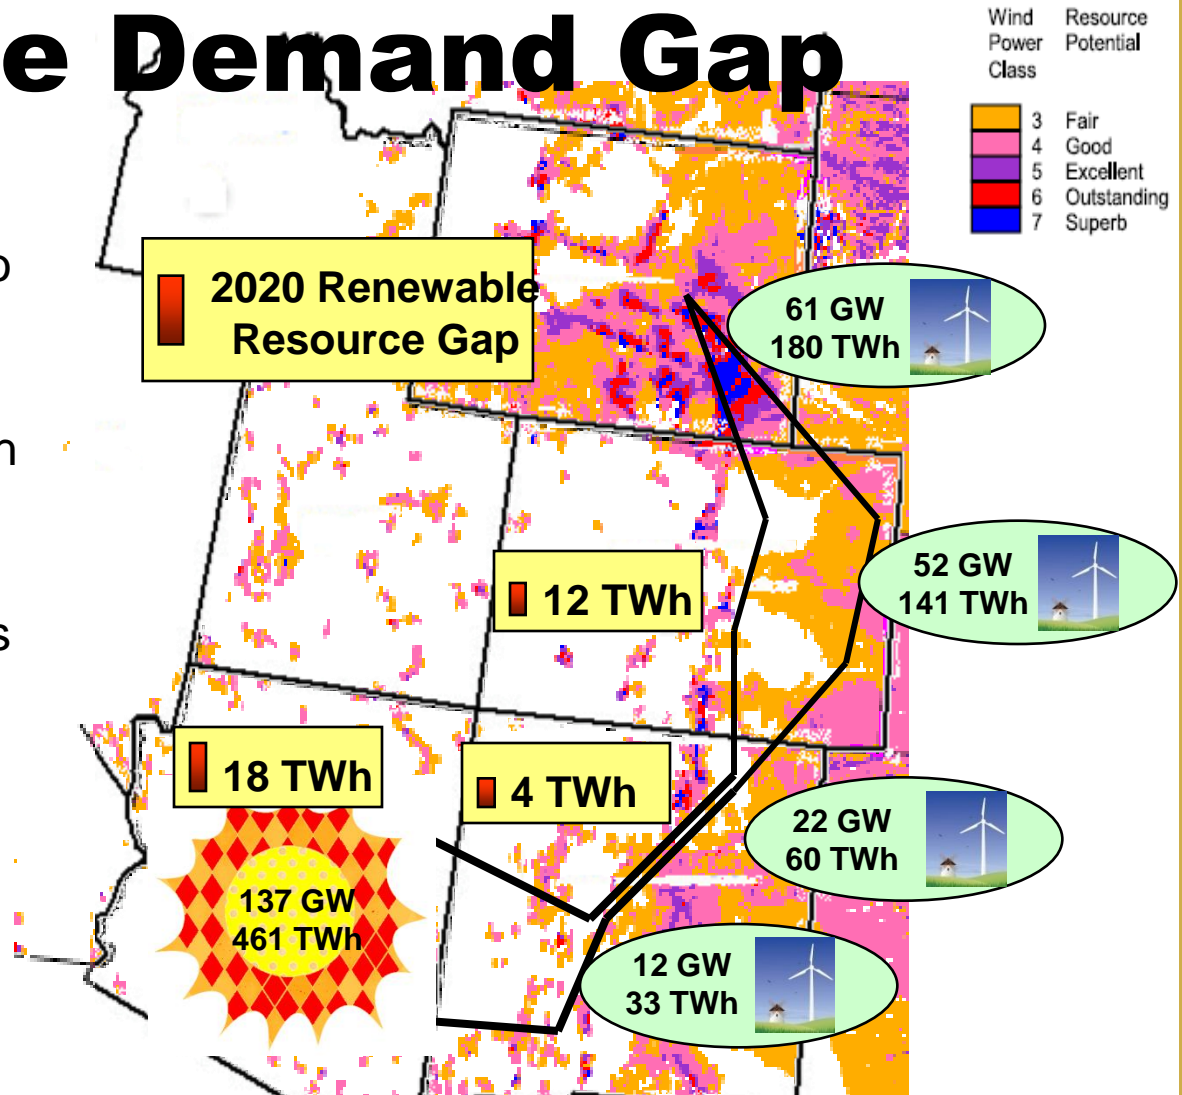 e Demand Gap
Wind Resource
Power Potential
Class
3 Fair
4 Good
5 Excellent
6 Outstanding
7 Superb
o
2020 Renewable
Resource Gap
61 GW
180 TWh
n
52 GW
141 TWh
12 TWh
s
18 TWh
4 TWh
22 GW
60 TWh
137 GW
461 TWh
12 GW
33 TWh